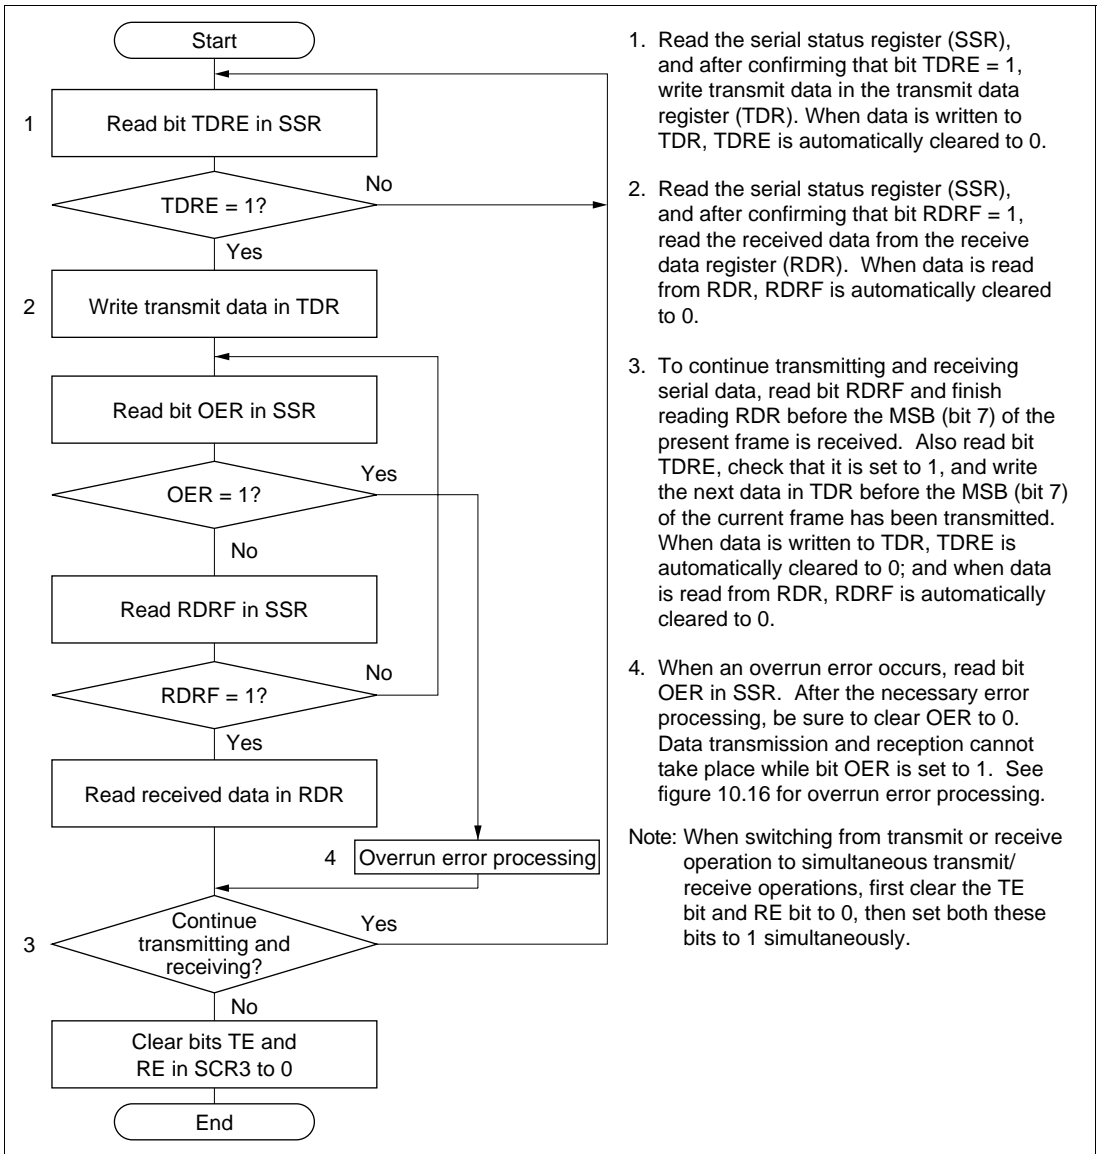 Start
1
Read bit TDRE in SSR
TDRE = 1?
No
Yes
2
Write transmit data in TDR
Read bit OER in SSR
OER = 1?
Yes
No
Read RDRF in SSR
RDRF = 1?
No
Yes
Read received data in RDR
4
Overrun error processing
3
Continue
transmitting and
receiving?
Yes
No
Clear bits TE and
RE in SCR3 to 0
End
1. Read the serial status register (SSR),
and after confirming that bit TDRE = 1,
write transmit data in the transmit data
register (TDR). When data is written to
TDR, TDRE is automatically cleared to 0.
2. Read the serial status register (SSR),
and after confirming that bit RDRF = 1,
read the received data from the receive
data register (RDR). When data is read
from RDR, RDRF is automatically cleared
to 0.
3. To continue transmitting and receiving
serial data, read bit RDRF and finish
reading RDR before the MSB (bit 7) of the
present frame is received. Also read bit
TDRE, check that it is set to 1, and write
the next data in TDR before the MSB (bit 7)
of the current frame has been transmitted.
When data is written to TDR, TDRE is
automatically cleared to 0; and when data
is read from RDR, RDRF is automatically
cleared to 0.
4. When an overrun error occurs, read bit
OER in SSR. After the necessary error
processing, be sure to clear OER to 0.
Data transmission and reception cannot
take place while bit OER is set to 1. See
figure 10.16 for overrun error processing.
Note: When switching from transmit or receive
operation to simultaneous transmit/
receive operations, first clear the TE
bit and RE bit to 0, then set both these
bits to 1 simultaneously.